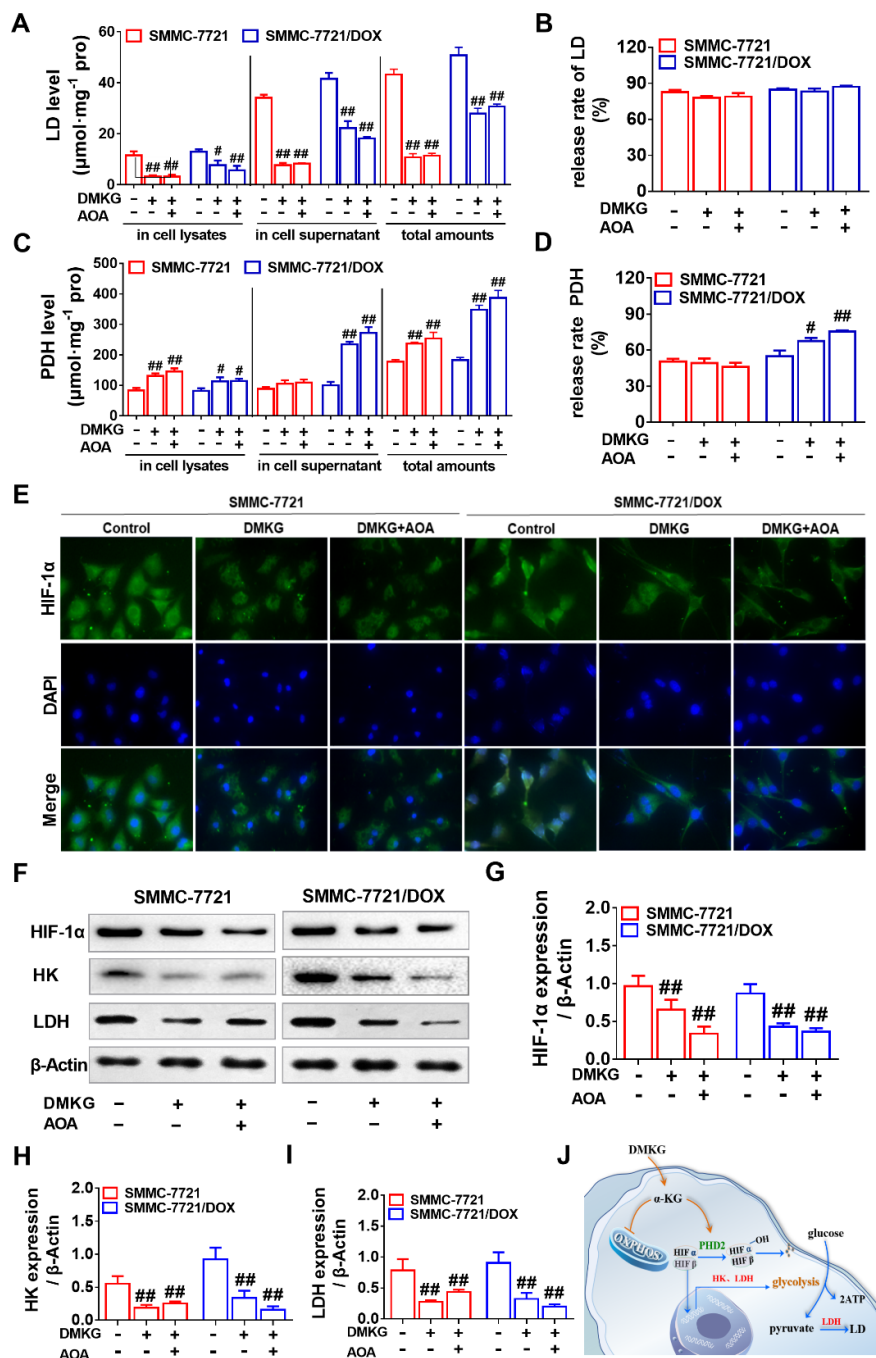 A
SMMC-7721 SMMC-7721/DOX
LD level
(μmol·mg⁻¹ pro)
60
40
20
0
DMKG - + + - + + - + + - + + - + + - + +
AOA - - + - - + - - + - - + - - + - - +
in cell lysates in cell supernatant total amounts
## ## # ## ## ## ## ## ## ## ## ##
B
SMMC-7721
SMMC-7721/DOX
release rate of LD
(%)
120
90
60
30
0
DMKG - + + - + +
AOA - - + - - +
C
SMMC-7721 SMMC-7721/DOX
PDH level
(μmol·mg⁻¹ pro)
500
400
300
200
100
0
## ## # # ## ## ## ## ## ##
DMKG - + + - + + - + + - + + - + + - + +
AOA - - + - - + - - + - - + - - + - - +
in cell lysates in cell supernatant total amounts
D
SMMC-7721
SMMC-7721/DOX
release rate PDH
(%)
120
90
60
30
0
# ##
DMKG - + + - + +
AOA - - + - - +
E
SMMC-7721 SMMC-7721/DOX
Control DMKG DMKG+AOA Control DMKG DMKG+AOA
HIF-1α
DAPI
Merge
F
SMMC-7721 SMMC-7721/DOX
HIF-1α
HK
LDH
β-Actin
DMKG - + + - + +
AOA - - + - - +
G
SMMC-7721
SMMC-7721/DOX
HIF-1α expression
/ β-Actin
2.0
1.5
1.0
0.5
0.0
## ## ## ##
DMKG - + + - + +
AOA - - + - - +
H
SMMC-7721
SMMC-7721/DOX
HK expression
/ β-Actin
2.0
1.5
1.0
0.5
0.0
## ## ## ##
DMKG - + + - + +
AOA - - + - - +
I
SMMC-7721
SMMC-7721/DOX
LDH expression
/ β-Actin
2.0
1.5
1.0
0.5
0.0
## ## ## ##
DMKG - + + - + +
AOA - - + - - +
J
DMKG
α-KG
OXPHOS
PHD2
HIF α
HIF β
HIF α -OH
HIF β
glucose
HK、LDH
glycolysis
2ATP
pyruvate LDH LD